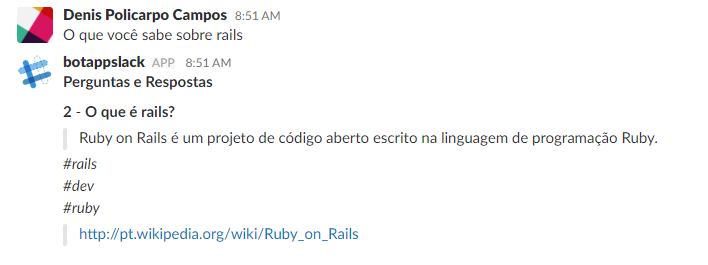 Denis Policarpo Campos 8:51 AM
O que você sabe sobre rails
botappslack APP 8:51 AM
Perguntas e Respostas
2 - O que é rails?
Ruby on Rails é um projeto de código aberto escrito na linguagem de programação Ruby.
#rails
#dev
#ruby
http://pt.wikipedia.org/wiki/Ruby_on_Rails